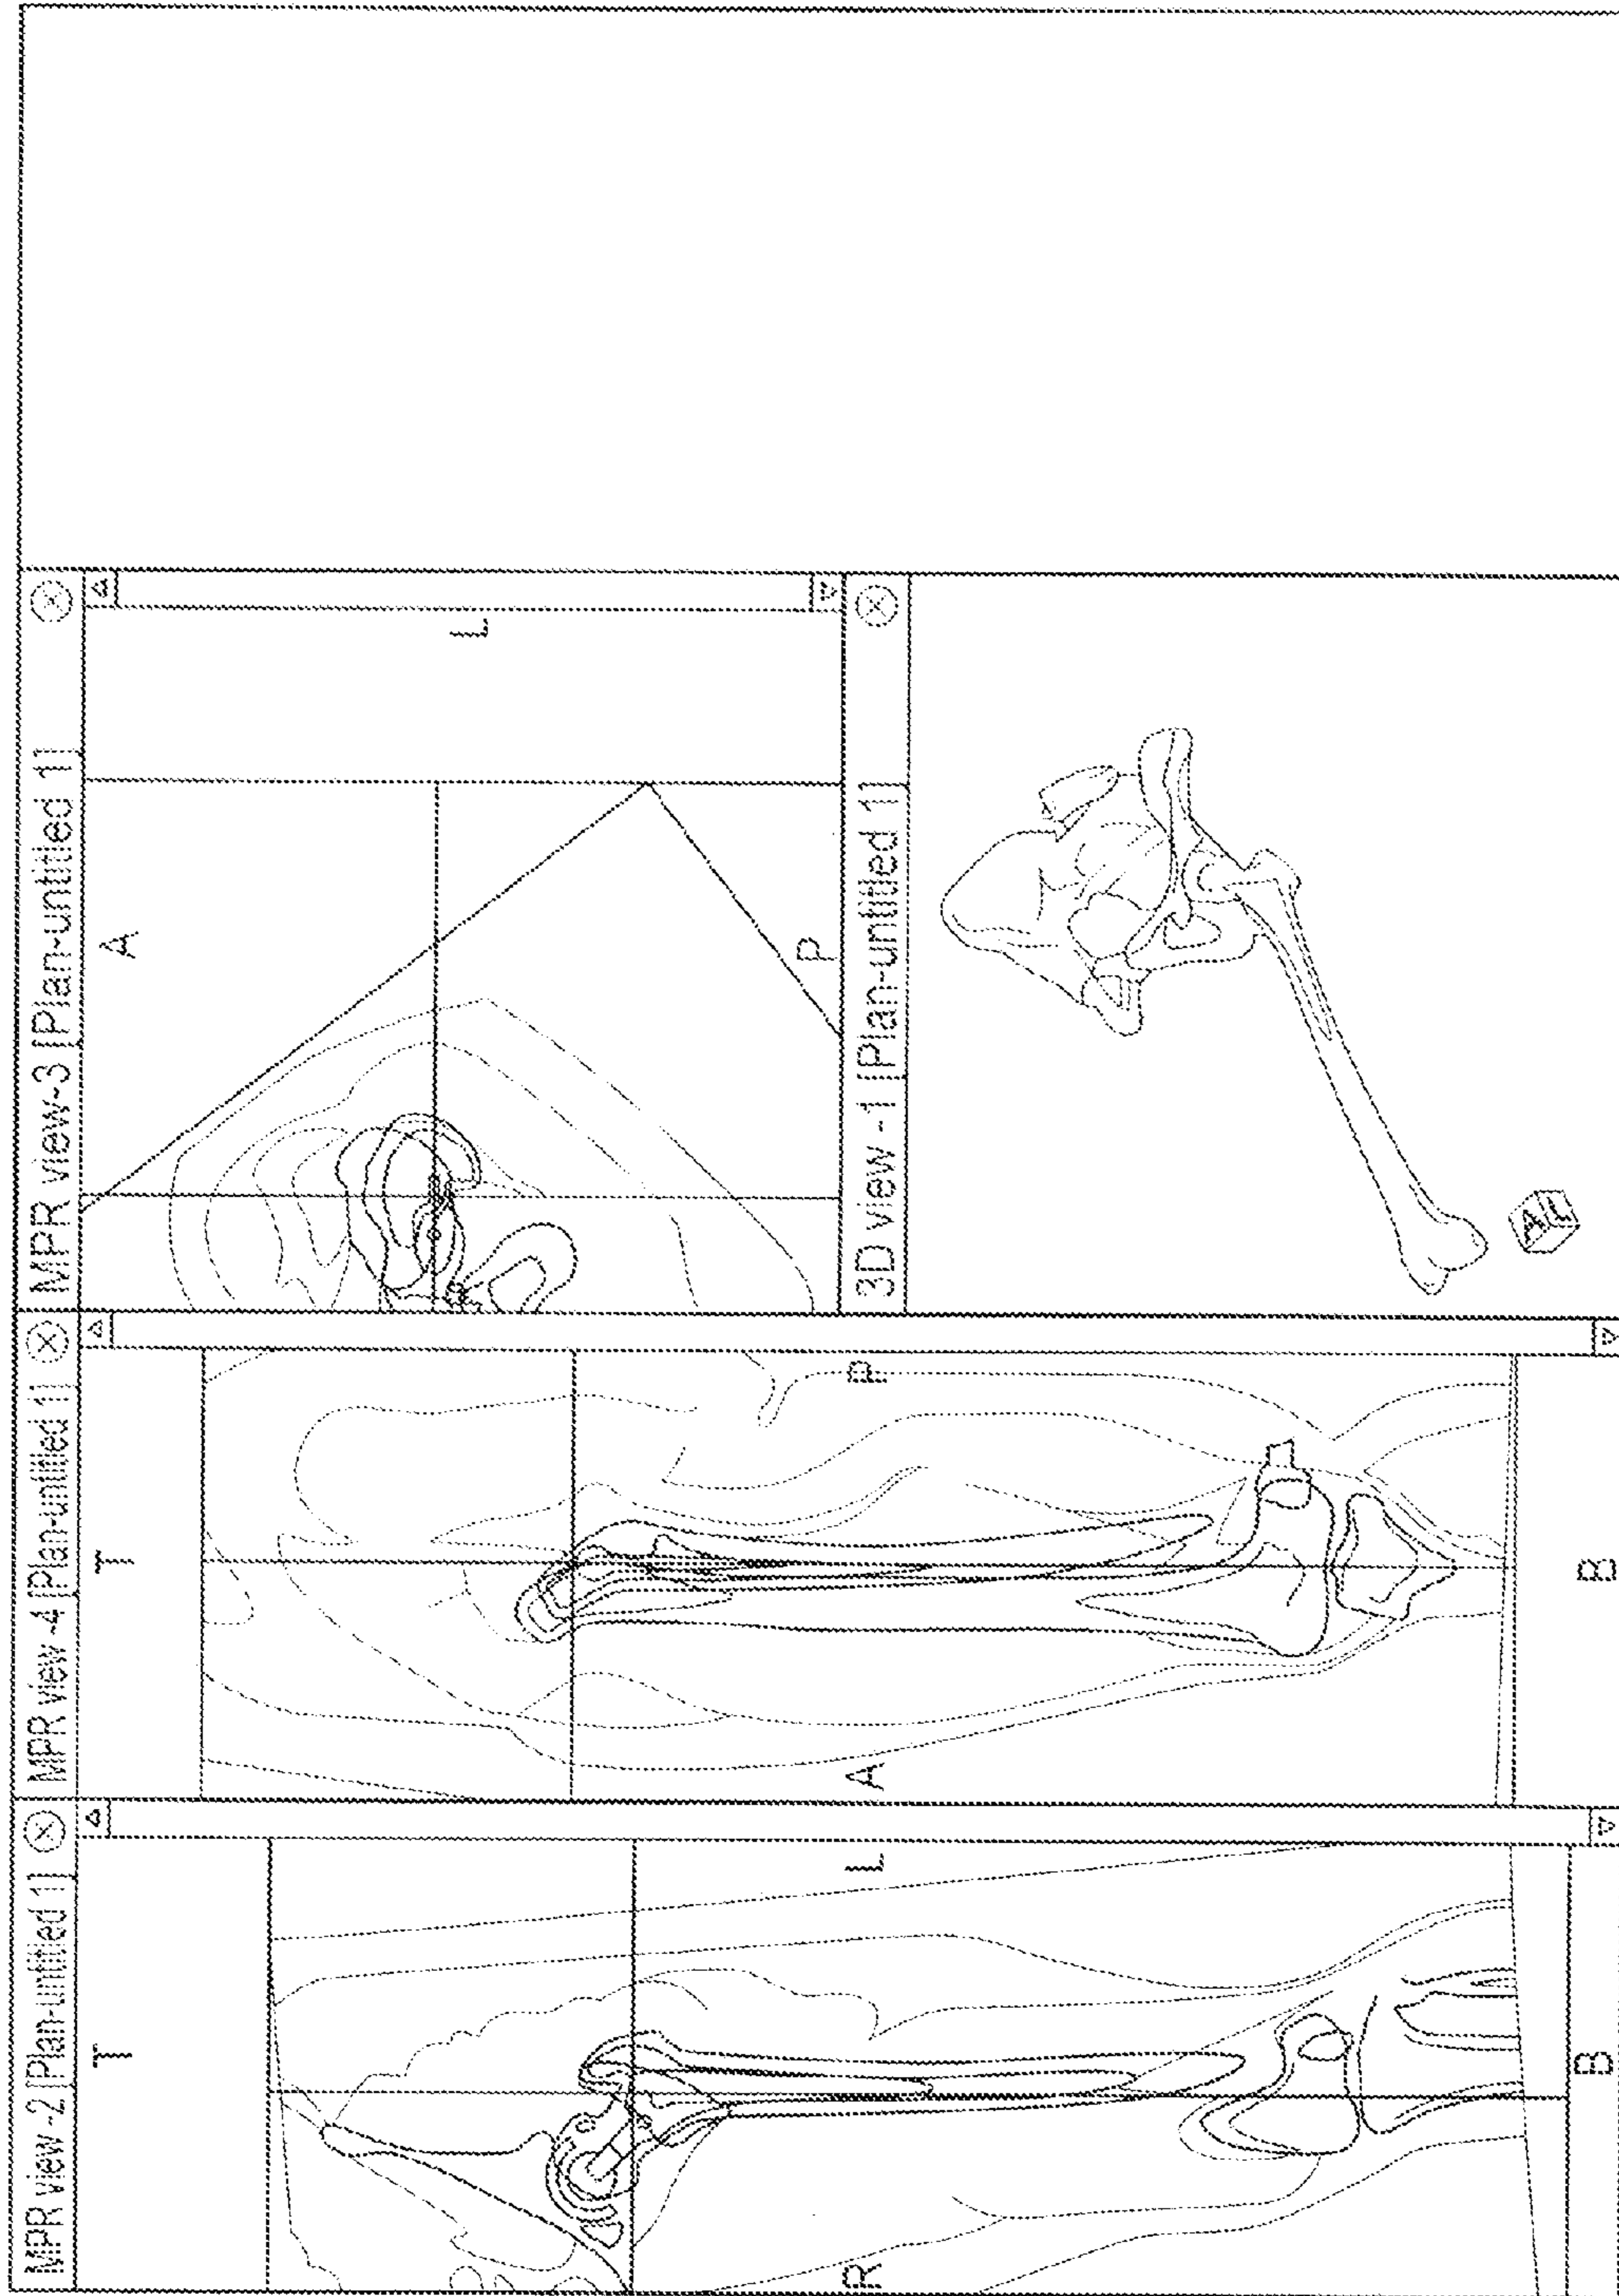 MPR view-2 [Plan-untitled 1]
T
R
L
B
MPR view-4 [Plan-untitled 1]
T
A
P
B
MPR view-3 [Plan-untitled 1]
A
L
P
3D view -1 [Plan-untitled 1]
A L